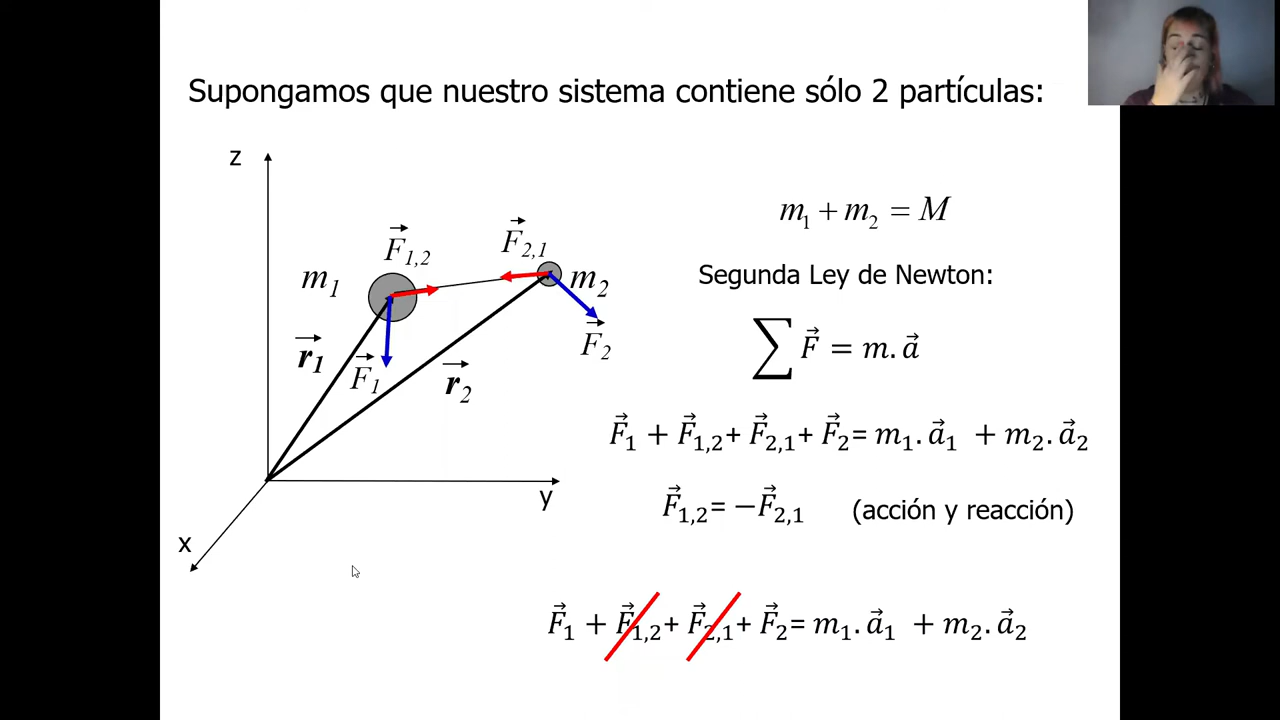 Supongamos que nuestro sistema contiene sólo 2 partículas:
z
m₁ + m₂ = M
F⃗₁,₂
F⃗₂,₁
m₁
m₂
Segunda Ley de Newton:
∑ F⃗ = m. a⃗
r⃗₁
F⃗₁
r⃗₂
F⃗₂
F⃗₁ + F⃗₁,₂+ F⃗₂,₁+ F⃗₂= m₁. a⃗₁ + m₂. a⃗₂
y
F⃗₁,₂= −F⃗₂,₁ (acción y reacción)
x
F⃗₁ + F⃗₁,₂+ F⃗₂,₁+ F⃗₂= m₁. a⃗₁ + m₂. a⃗₂